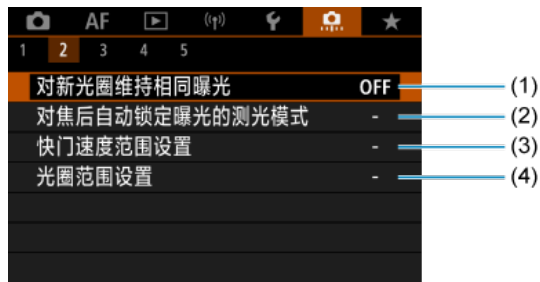 AF
1 2 3 4 5
对新光圈维持相同曝光 OFF (1)
对焦后自动锁定曝光的测光模式 - (2)
快门速度范围设置 - (3)
光圈范围设置 - (4)